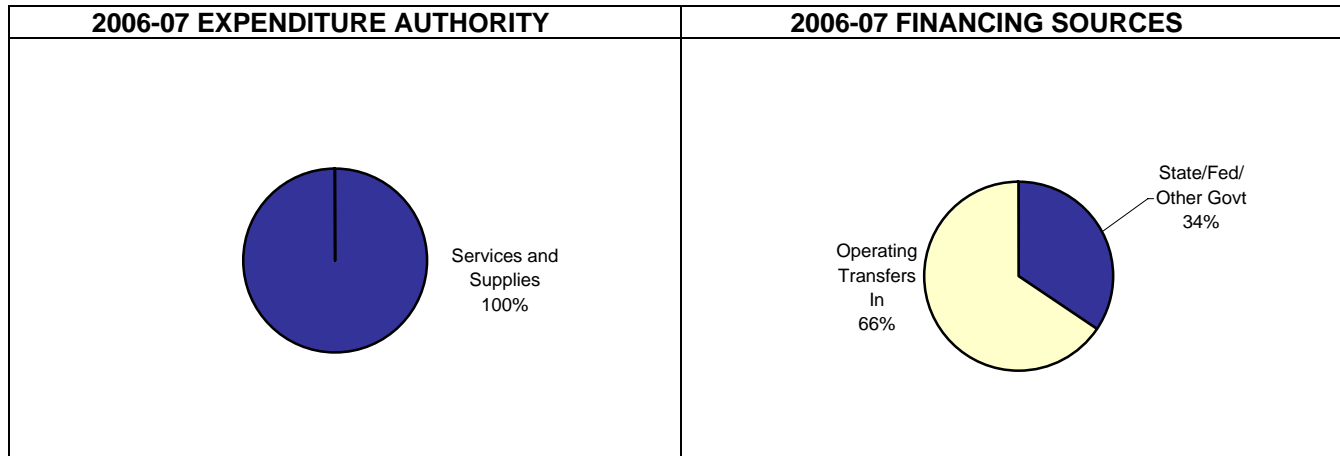 2006-07 EXPENDITURE AUTHORITY
2006-07 FINANCING SOURCES
Services and
Supplies
100%
State/Fed/
Other Govt
34%
Operating
Transfers
In
66%